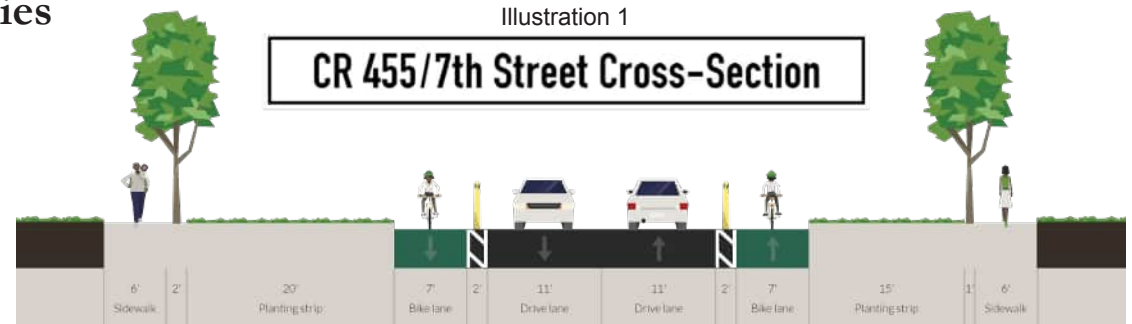 ies
Illustration 1
CR 455/7th Street Cross-Section
6' 2' 20' 7' 2' 11' 11' 2' 7' 15' 1' 6'
Sidewalk Planting strip Bike lane Drive lane Drive lane Bike lane Planting strip Sidewalk